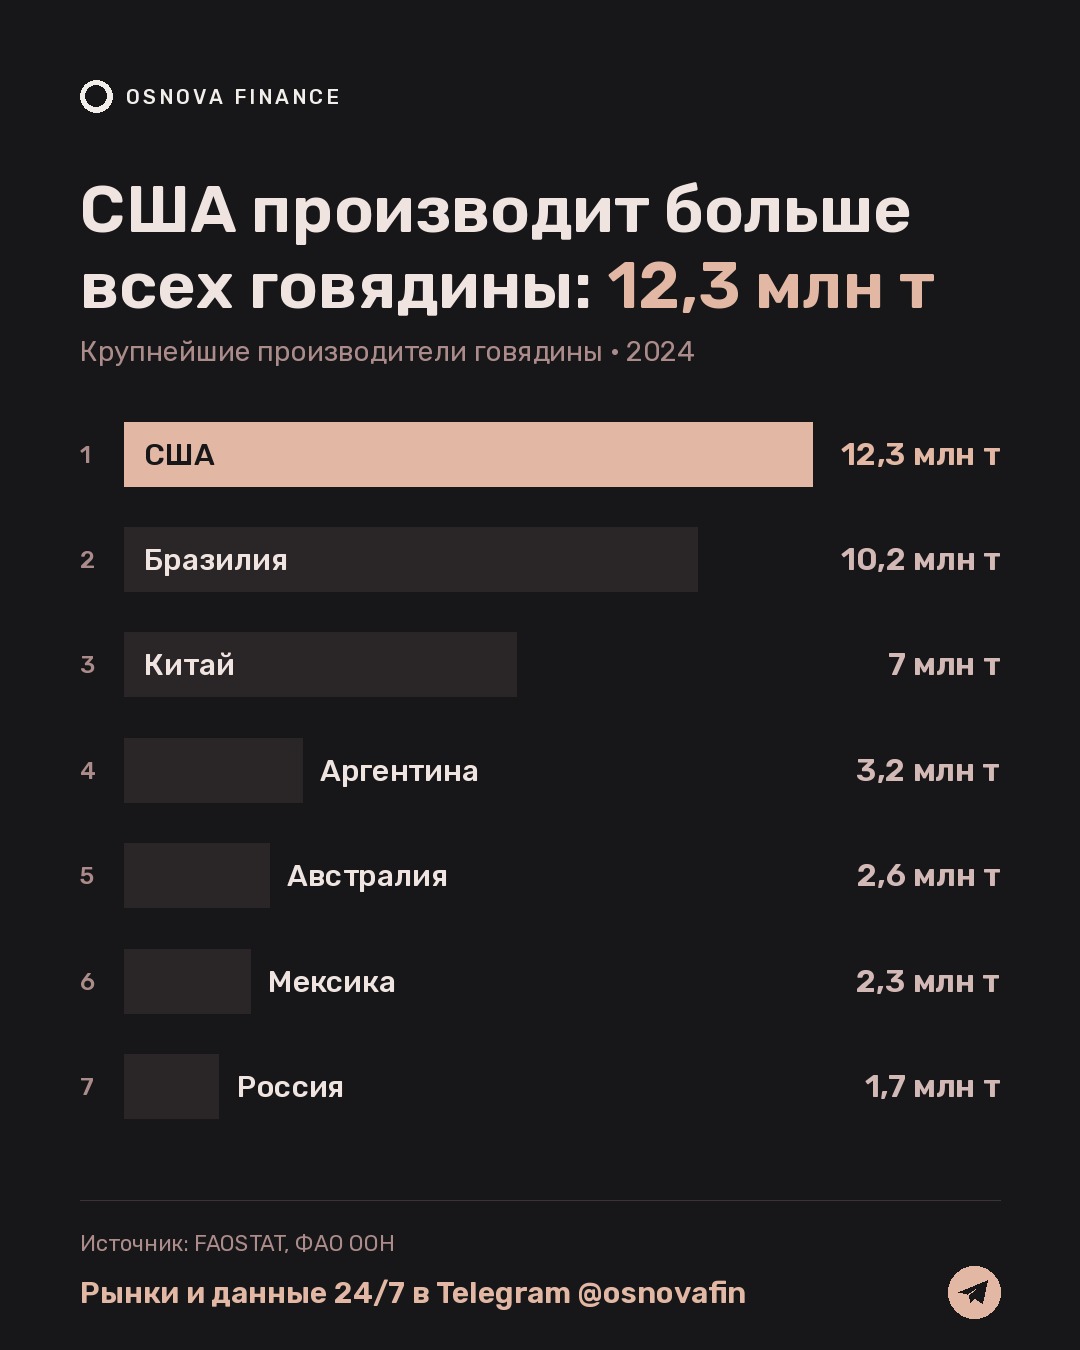 OSNOVA FINANCE
США производит больше
всех говядины: 12,3 млн т
Крупнейшие производители говядины • 2024
1 США 12,3 млн т
2 Бразилия 10,2 млн т
3 Китай 7 млн т
4 Аргентина 3,2 млн т
5 Австралия 2,6 млн т
6 Мексика 2,3 млн т
7 Россия 1,7 млн т
Источник: FAOSTAT, ФАО ООН
Рынки и данные 24/7 в Telegram @osnovafin